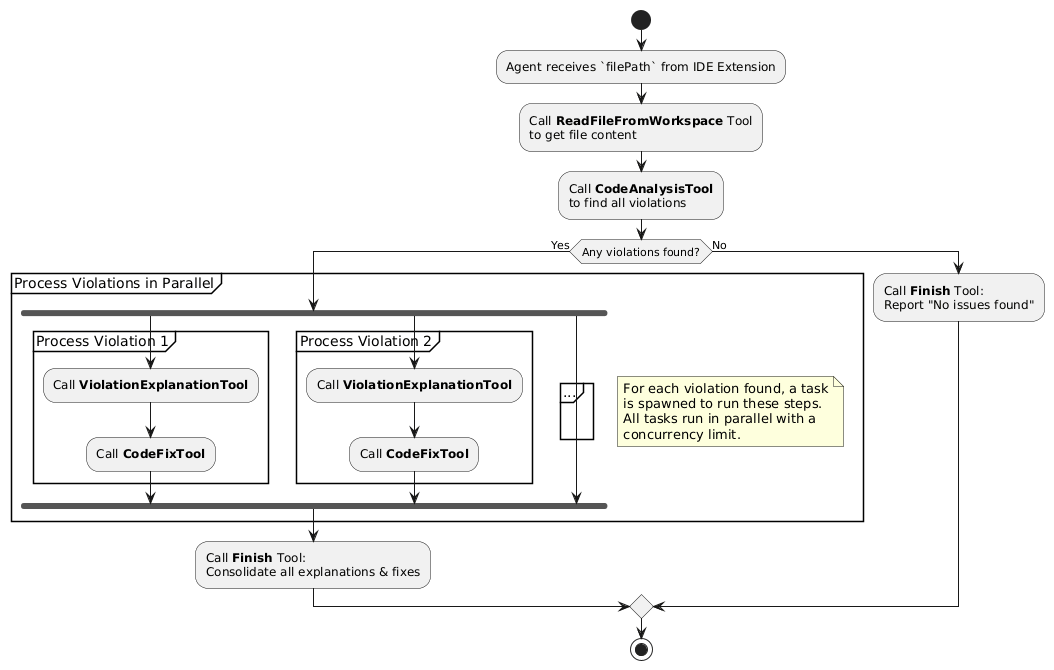 Agent receives `filePath` from IDE Extension
Call ReadFileFromWorkspace Tool
to get file content
Call CodeAnalysisTool
to find all violations
Yes
Any violations found?
No
Process Violations in Parallel
Call Finish Tool:
Report "No issues found"
Process Violation 1
Call ViolationExplanationTool
Call CodeFixTool
Process Violation 2
Call ViolationExplanationTool
Call CodeFixTool
...
For each violation found, a task
is spawned to run these steps.
All tasks run in parallel with a
concurrency limit.
Call Finish Tool:
Consolidate all explanations & fixes